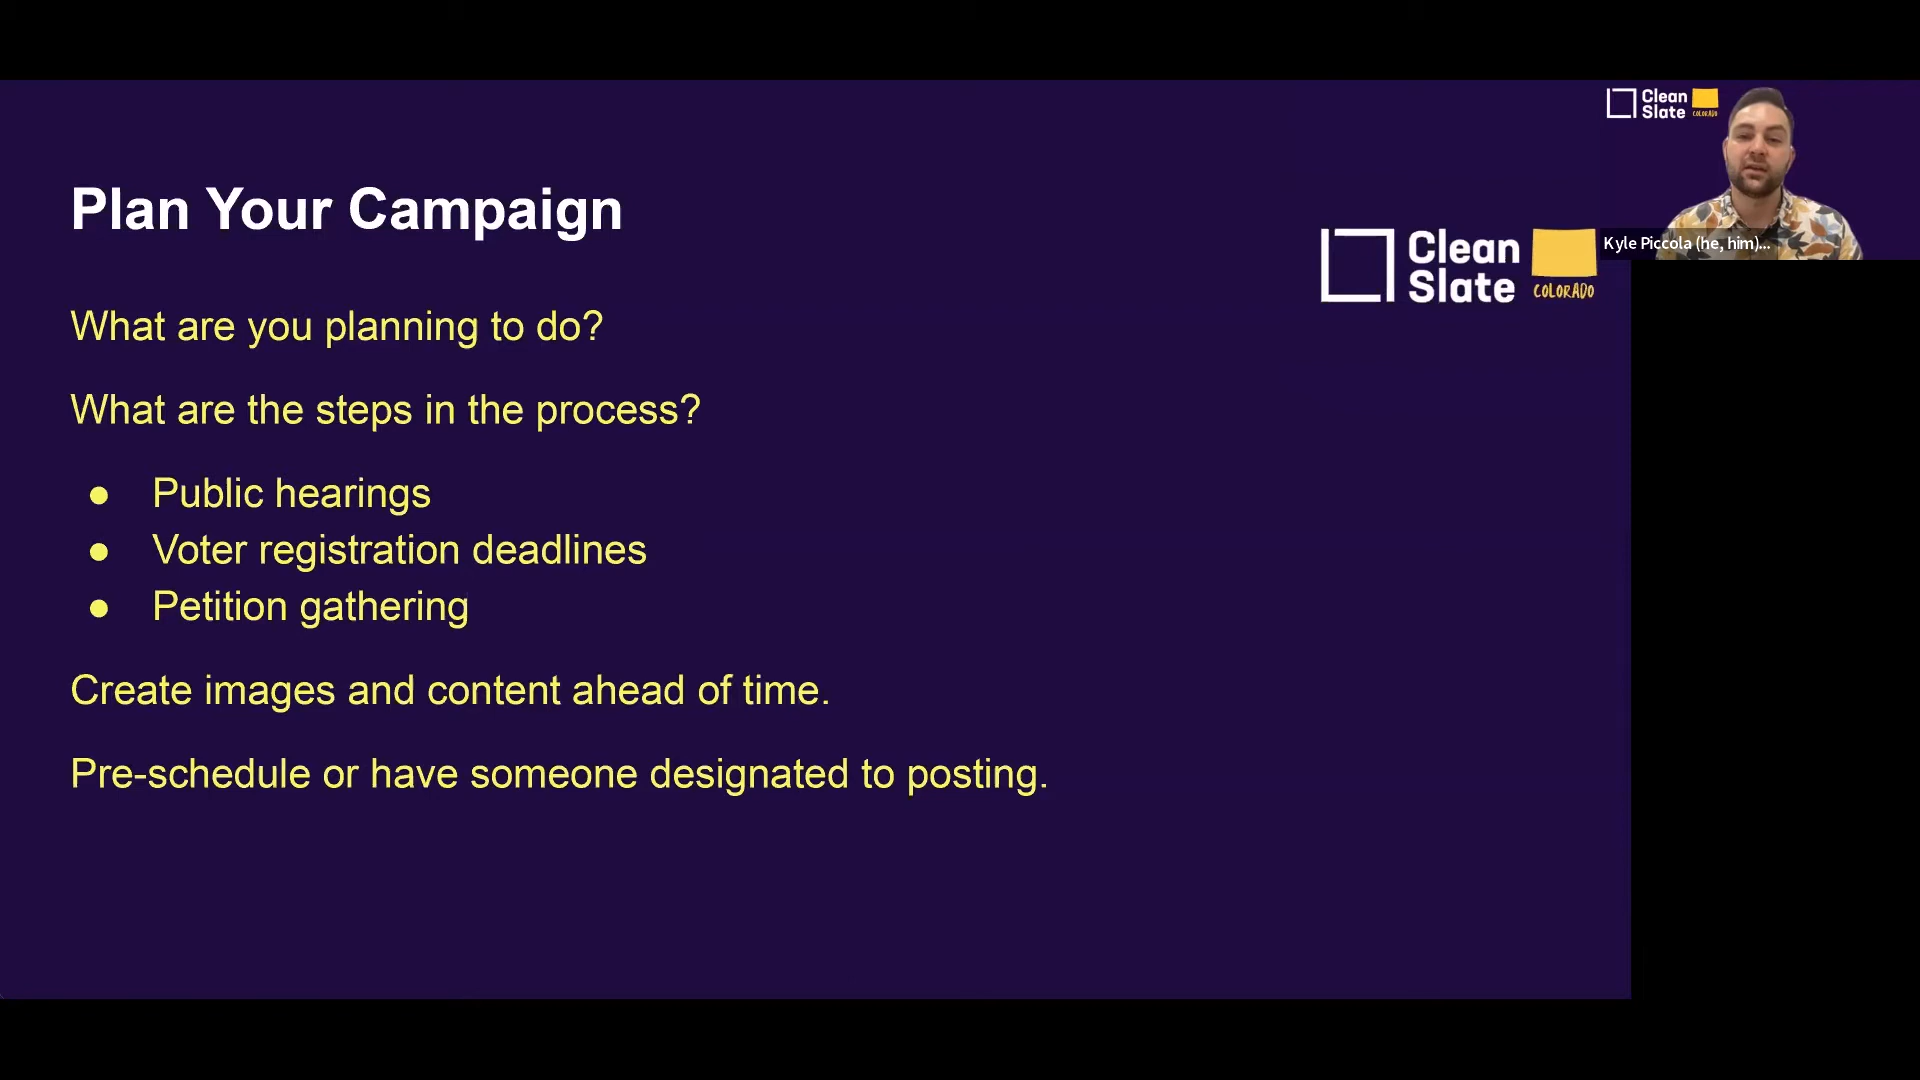 Clean
Slate
COLORADO
Kyle Piccola (he, him)...
Plan Your Campaign
Clean
Slate
COLORADO
What are you planning to do?
What are the steps in the process?
● Public hearings
● Voter registration deadlines
● Petition gathering
Create images and content ahead of time.
Pre-schedule or have someone designated to posting.